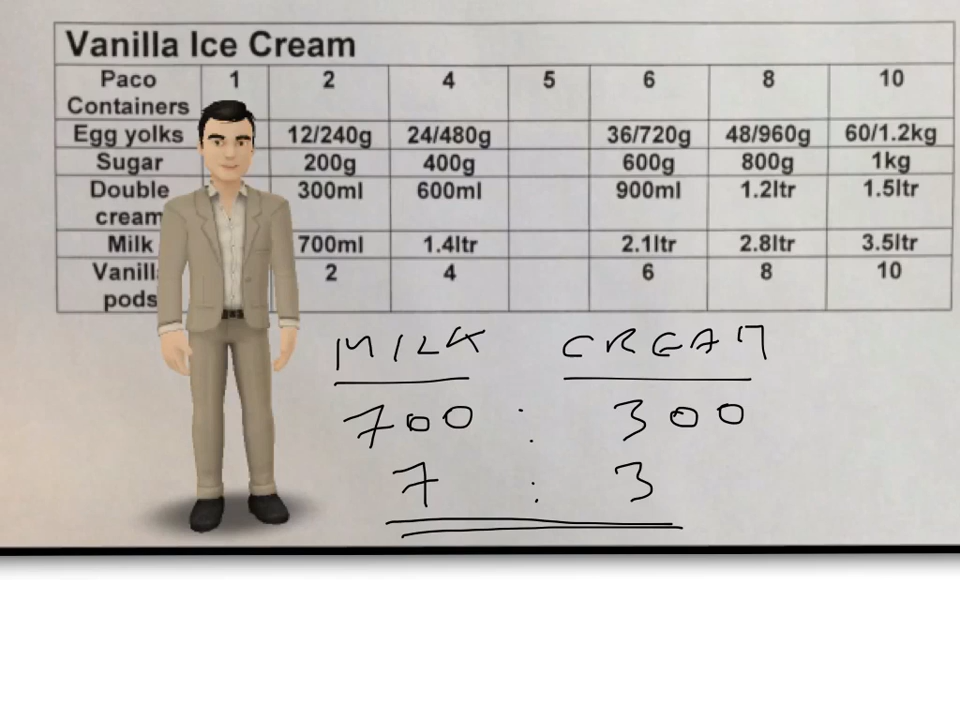 Vanilla Ice Cream
Paco Containers 1 2 4 5 6 8 10
Egg yolks 12/240g 24/480g 36/720g 48/960g 60/1.2kg
Sugar 200g 400g 600g 800g 1kg
Double cream 300ml 600ml 900ml 1.2ltr 1.5ltr
Milk 700ml 1.4ltr 2.1ltr 2.8ltr 3.5ltr
Vanilla pods 2 4 6 8 10
MILK CREAM
700 : 300
7 : 3